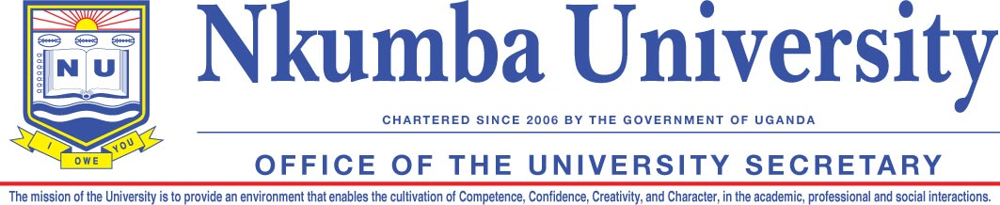 N U
I OWE YOU
Nkumba University
CHARTERED SINCE 2006 BY THE GOVERNMENT OF UGANDA
OFFICE OF THE UNIVERSITY SECRETARY
The mission of the University is to provide an environment that enables the cultivation of Competence, Confidence, Creativity, and Character, in the academic, professional and social interactions.